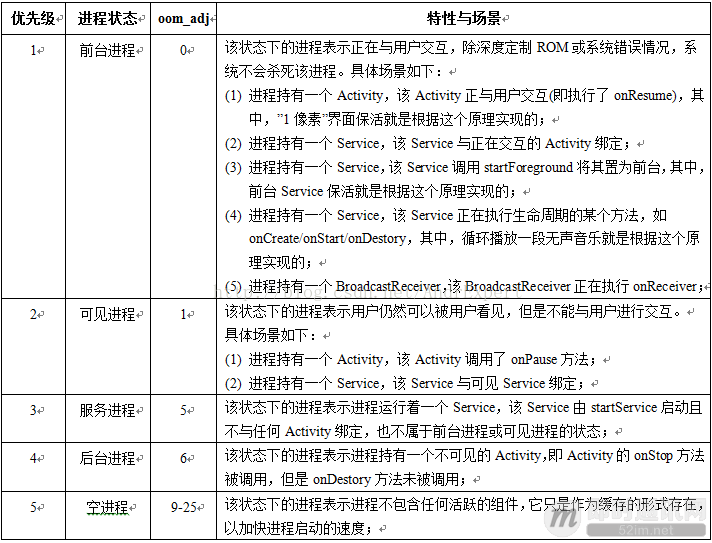 优先级 进程状态 oom_adj 特性与场景
1 前台进程 0 该状态下的进程表示正在与用户交互，除深度定制 ROM 或系统错误情况，系
统不会杀死该进程。具体场景如下：
(1) 进程持有一个 Activity，该 Activity 正与用户交互(即执行了 onResume)，其
中，”1 像素”界面保活就是根据这个原理实现的；
(2) 进程持有一个 Service，该 Service 与正在交互的 Activity 绑定；
(3) 进程持有一个 Service，该 Service 调用 startForeground 将其置为前台，其中，
前台 Service 保活就是根据这个原理实现的；
(4) 进程持有一个 Service，该 Service 正在执行生命周期的某个方法，如
onCreate/onStart/onDestory，其中，循环播放一段无声音乐就是根据这个原
理实现的；
(5) 进程持有一个 BroadcastReceiver，该 BroadcastReceiver 正在执行 onReceiver；
2 可见进程 1 该状态下的进程表示用户仍然可以被用户看见，但是不能与用户进行交互。
具体场景如下：
(1) 进程持有一个 Activity，该 Activity 调用了 onPause 方法；
(2) 进程持有一个 Service，该 Service 与可见 Service 绑定；
3 服务进程 5 该状态下的进程表示进程运行着一个 Service，该 Service 由 startService 启动且
不与任何 Activity 绑定，也不属于前台进程或可见进程的状态；
4 后台进程 6 该状态下的进程表示进程持有一个不可见的 Activity，即 Activity 的 onStop 方法
被调用，但是 onDestory 方法未被调用；
5 空进程 9-25 该状态下的进程表示进程不包含任何活跃的组件，它只是作为缓存的形式存在，
以加快进程启动的速度；
即时通讯网
52im.net